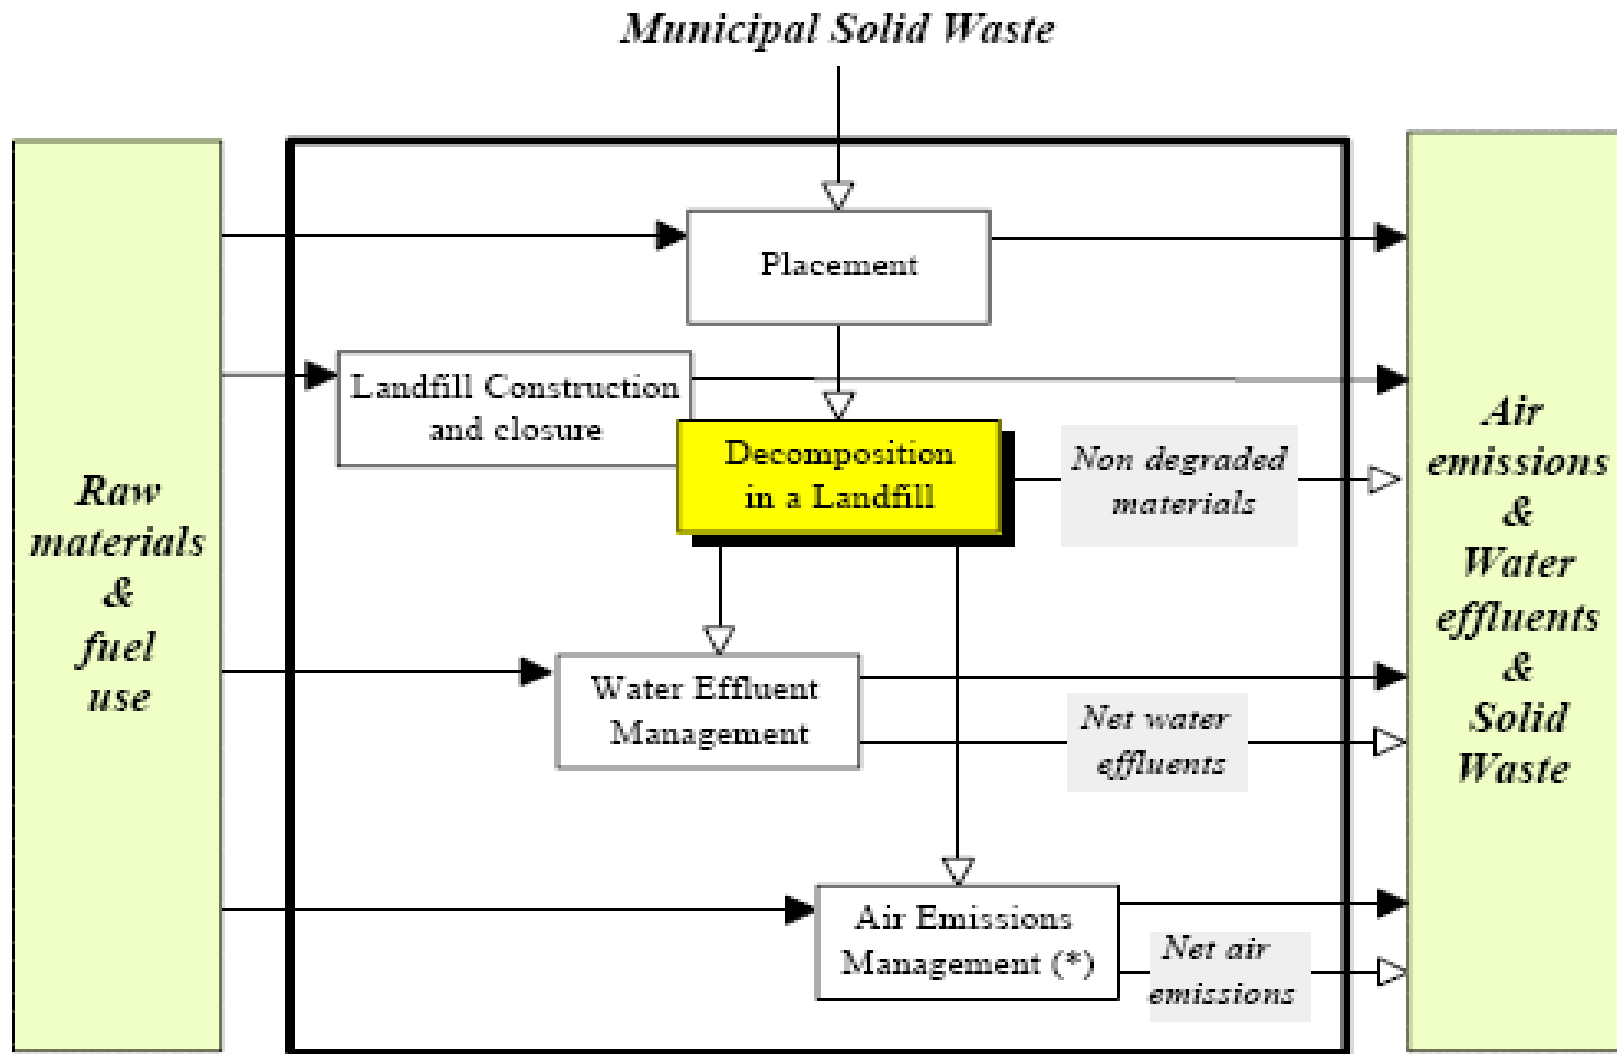 Municipal Solid Waste
Placement
Landfill Construction
and closure
Decomposition
in a Landfill
Non degraded
materials
Raw
materials
&
fuel
use
Water Effluent
Management
Net water
effluents
Air Emissions
Management (*)
Net air
emissions
Air
emissions
&
Water
effluents
&
Solid
Waste